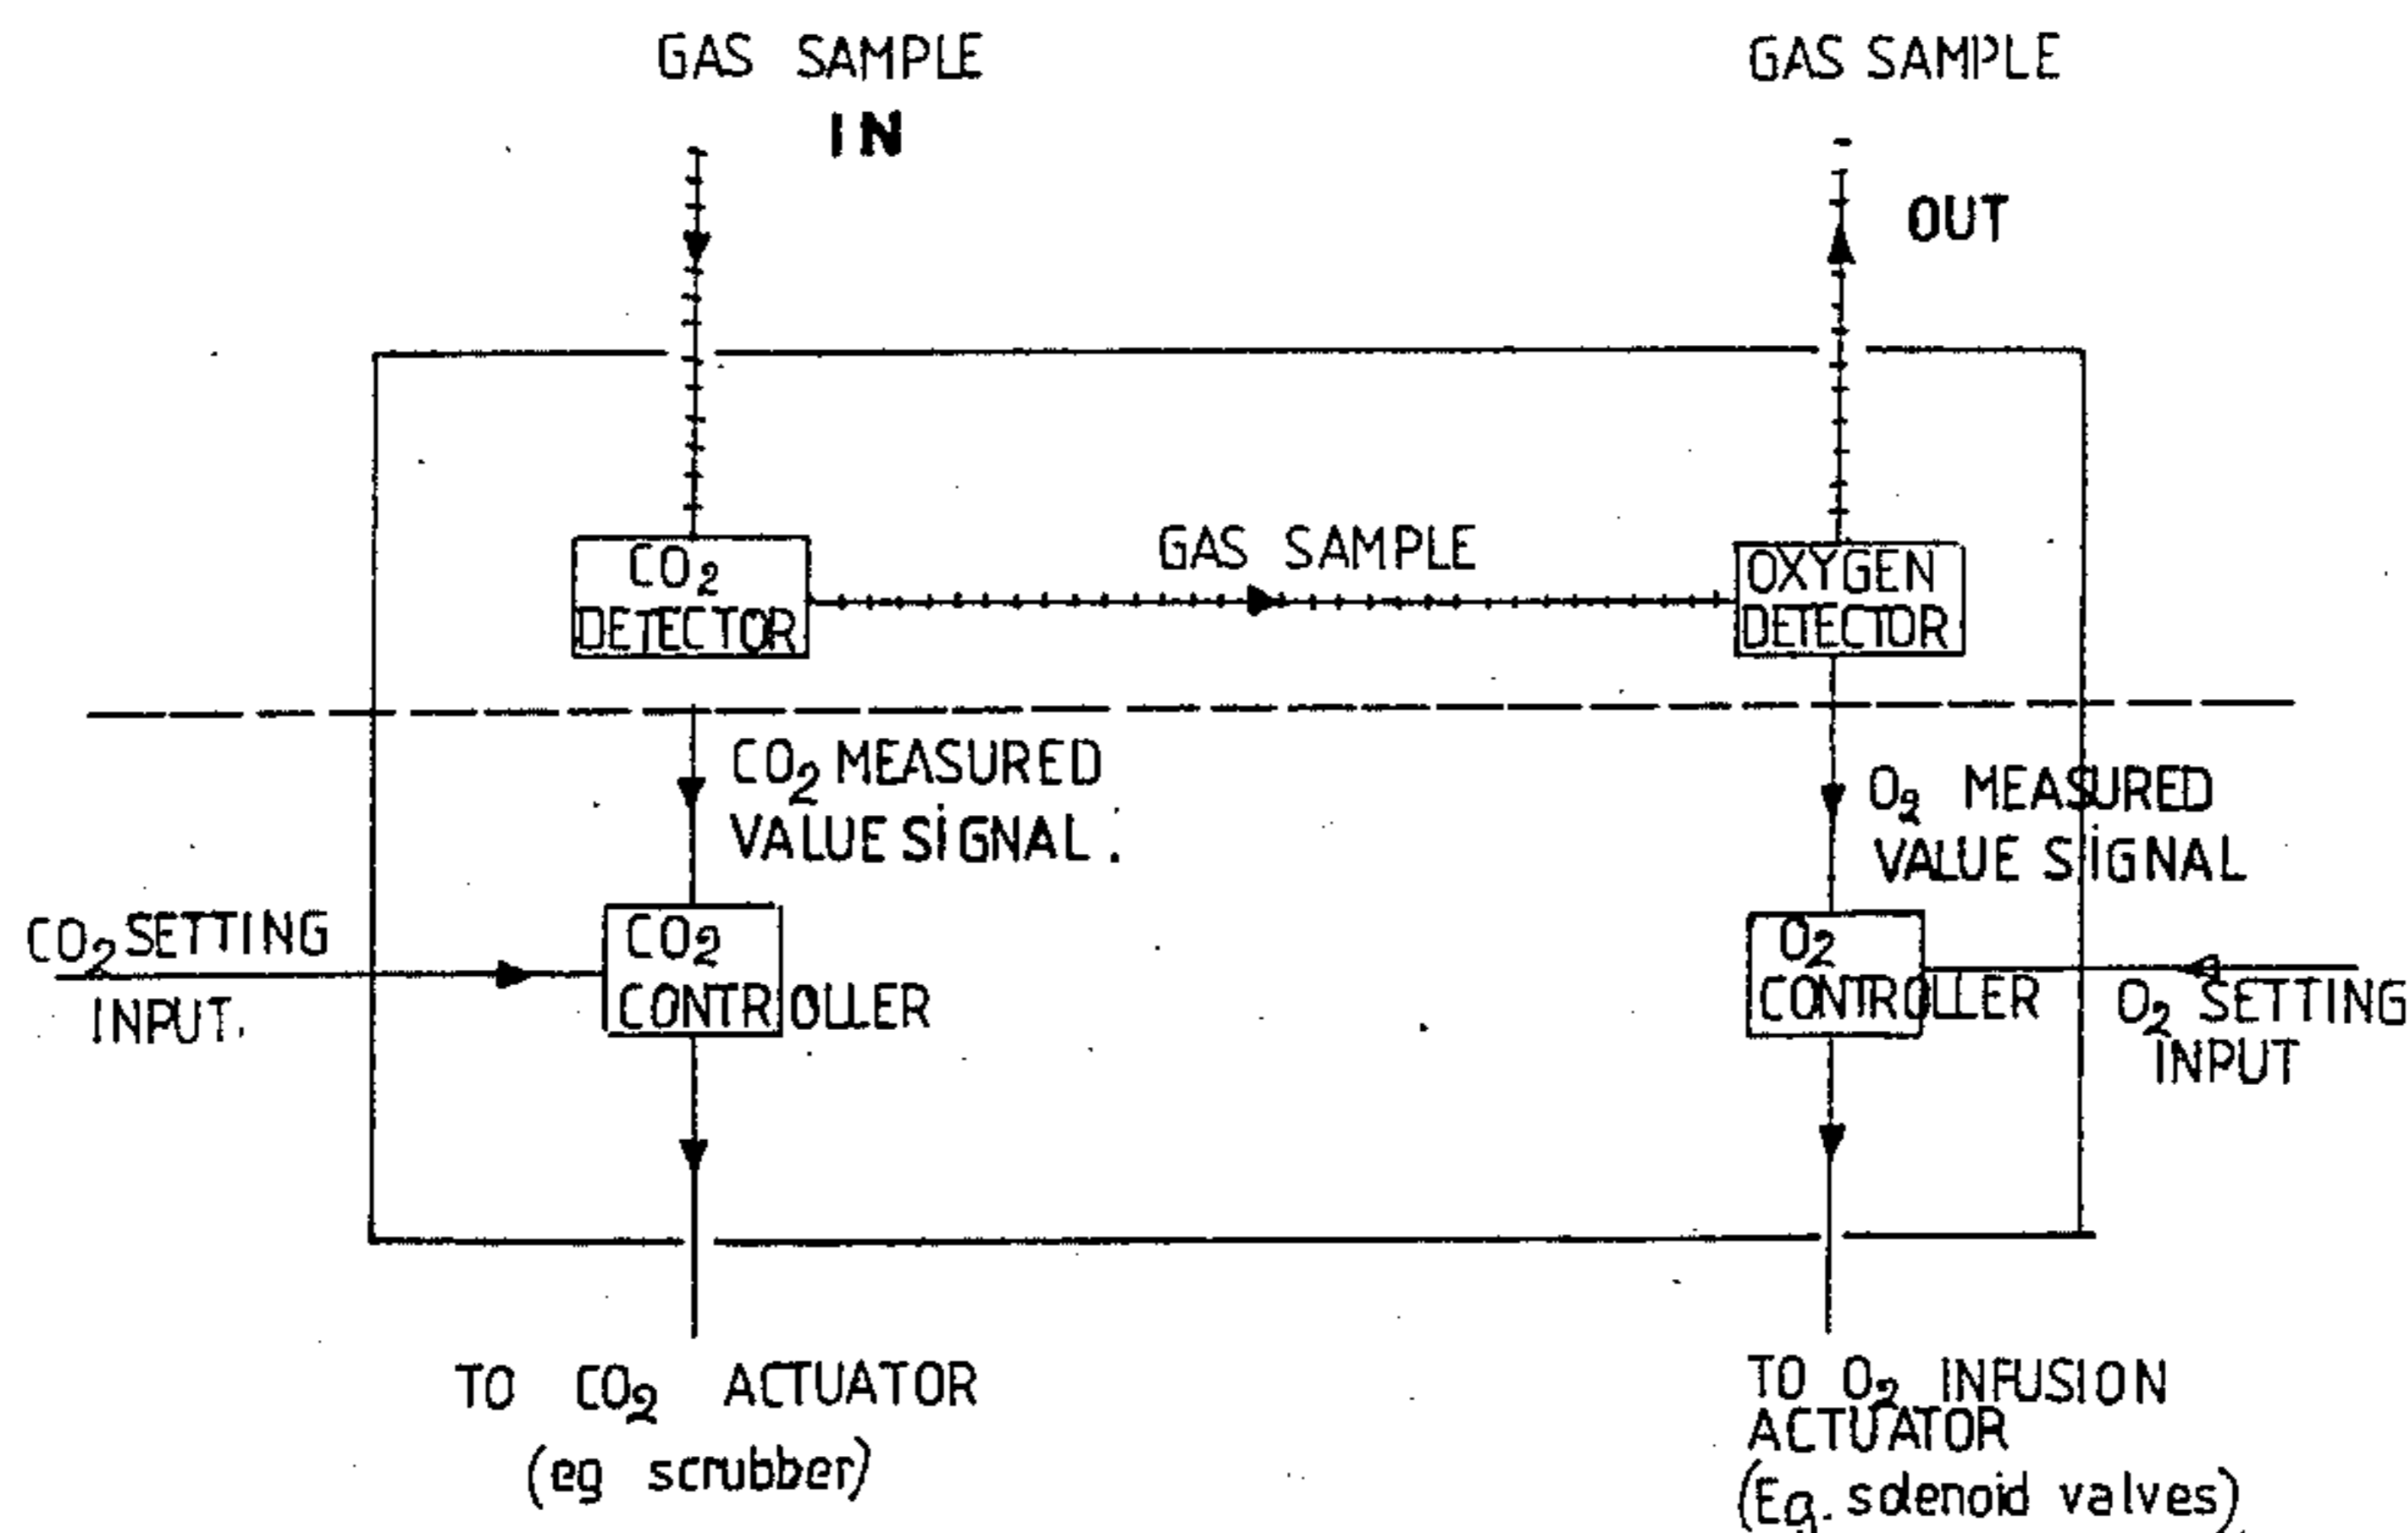 GAS SAMPLE
IN
GAS SAMPLE
OUT
CO₂
DETECTOR
GAS SAMPLE
OXYGEN
DETECTOR
CO₂ MEASURED
VALUE SIGNAL.
O₂ MEASURED
VALUE SIGNAL
CO₂ SETTING
INPUT.
CO₂
CONTROLLER
O₂
CONTROLLER
O₂ SETTING
INPUT
TO CO₂ ACTUATOR
(eg scrubber)
TO O₂ INFUSION
ACTUATOR
(Eg. solenoid valves)